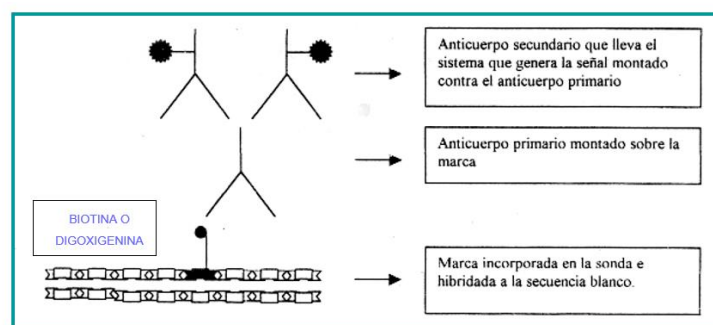 Anticuerpo secundario que lleva el
sistema que genera la señal montado
contra el anticuerpo primario
Anticuerpo primario montado sobre la
marca
BIOTINA O
DIGOXIGENINA
Marca incorporada en la sonda e
hibridada a la secuencia blanco.